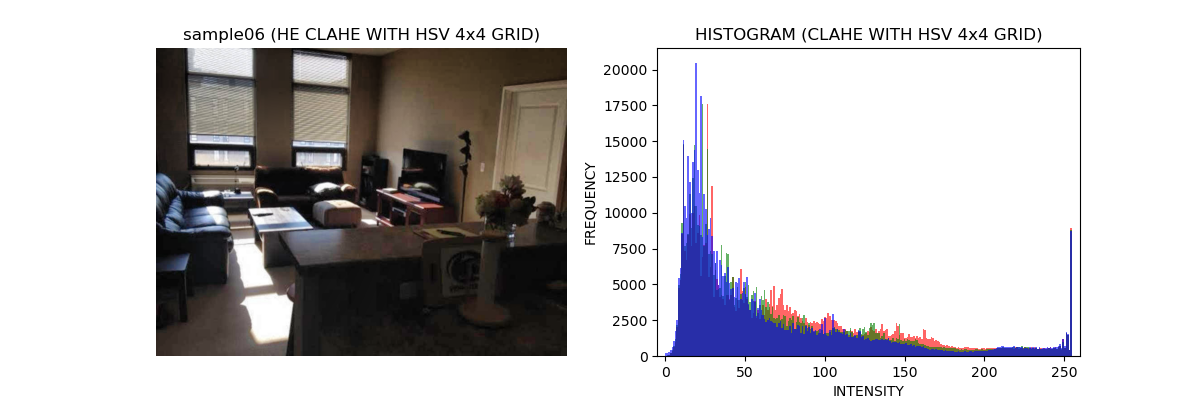 sample06 (HE CLAHE WITH HSV 4x4 GRID)
HISTOGRAM (CLAHE WITH HSV 4x4 GRID)
FREQUENCY
20000
17500
15000
12500
10000
7500
5000
2500
0
0 50 100 150 200 250
INTENSITY